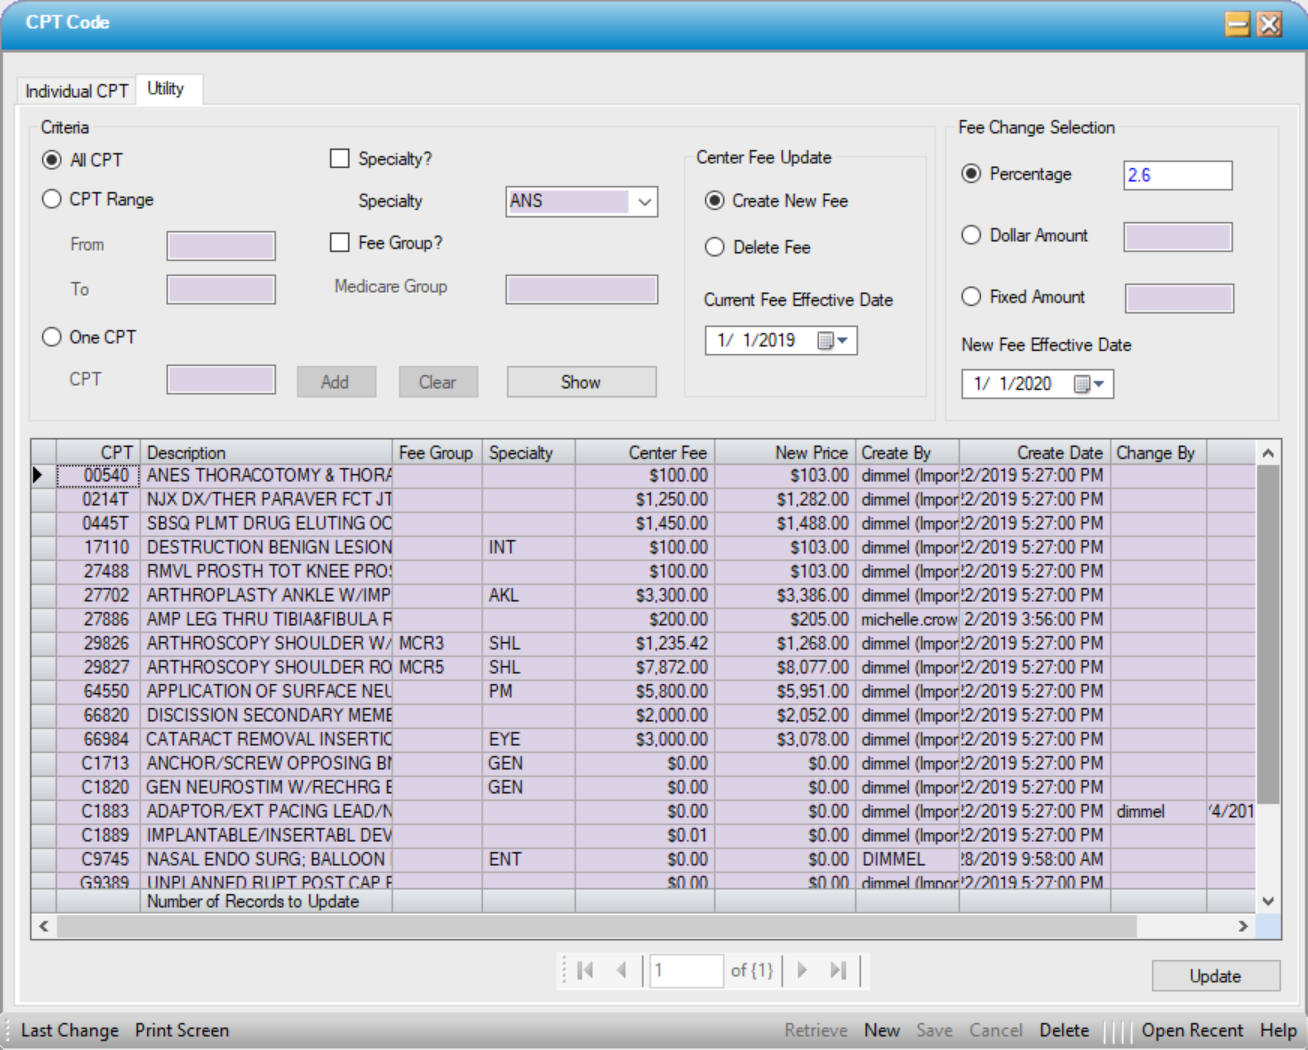 CPT Code
Individual CPT Utility
Criteria
All CPT
CPT Range
From
To
One CPT
CPT
Specialty?
Specialty ANS
Fee Group?
Medicare Group
Add Clear Show
Center Fee Update
Create New Fee
Delete Fee
Current Fee Effective Date
1/ 1/2019
Fee Change Selection
Percentage 2.6
Dollar Amount
Fixed Amount
New Fee Effective Date
1/ 1/2020
CPT Description Fee Group Specialty Center Fee New Price Create By Create Date Change By
00540 ANES THORACOTOMY & THORA $100.00 $103.00 dimmel (Impor 22/2019 5:27:00 PM
0214T NJX DX/THER PARAVER FCT JT $1,250.00 $1,282.00 dimmel (Impor 22/2019 5:27:00 PM
0445T SBSQ PLMT DRUG ELUTING OC $1,450.00 $1,488.00 dimmel (Impor 22/2019 5:27:00 PM
17110 DESTRUCTION BENIGN LESION INT $100.00 $103.00 dimmel (Impor 22/2019 5:27:00 PM
27488 RMVL PROSTH TOT KNEE PROS $100.00 $103.00 dimmel (Impor 22/2019 5:27:00 PM
27702 ARTHROPLASTY ANKLE W/IMP AKL $3,300.00 $3,386.00 dimmel (Impor 22/2019 5:27:00 PM
27886 AMP LEG THRU TIBIA&FIBULA R $200.00 $205.00 michelle.crow 2/2019 3:56:00 PM
29826 ARTHROSCOPY SHOULDER W/ MCR3 SHL $1,235.42 $1,268.00 dimmel (Impor 22/2019 5:27:00 PM
29827 ARTHROSCOPY SHOULDER RO MCR5 SHL $7,872.00 $8,077.00 dimmel (Impor 22/2019 5:27:00 PM
64550 APPLICATION OF SURFACE NEU PM $5,800.00 $5,951.00 dimmel (Impor 22/2019 5:27:00 PM
66820 DISCISSION SECONDARY MEME $2,000.00 $2,052.00 dimmel (Impor 22/2019 5:27:00 PM
66984 CATARACT REMOVAL INSERTIC EYE $3,000.00 $3,078.00 dimmel (Impor 22/2019 5:27:00 PM
C1713 ANCHOR/SCREW OPPOSING BN GEN $0.00 $0.00 dimmel (Impor 22/2019 5:27:00 PM
C1820 GEN NEUROSTIM W/RECHRG E GEN $0.00 $0.00 dimmel (Impor 22/2019 5:27:00 PM
C1883 ADAPTOR/EXT PACING LEAD/N $0.00 $0.00 dimmel (Impor 22/2019 5:27:00 PM dimmel /4/201
C1889 IMPLANTABLE/INSERTABL DEV $0.01 $0.00 dimmel (Impor 22/2019 5:27:00 PM
C9745 NASAL ENDO SURG; BALLOON ENT $0.00 $0.00 DIMMEL 28/2019 9:58:00 AM
G9389 UNPLANNED RUPT POST CAP F $0.00 $0.00 dimmel (Impor 22/2019 5:27:00 PM
Number of Records to Update
1 of {1}
Update
Last Change Print Screen Retrieve New Save Cancel Delete Open Recent Help